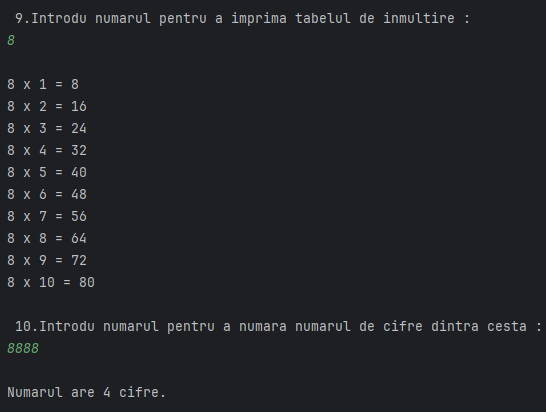 9.Introdu numarul pentru a imprima tabelul de inmultire :
8
8 x 1 = 8
8 x 2 = 16
8 x 3 = 24
8 x 4 = 32
8 x 5 = 40
8 x 6 = 48
8 x 7 = 56
8 x 8 = 64
8 x 9 = 72
8 x 10 = 80
10.Introdu numarul pentru a numara numarul de cifre dintra cesta :
8888
Numarul are 4 cifre.